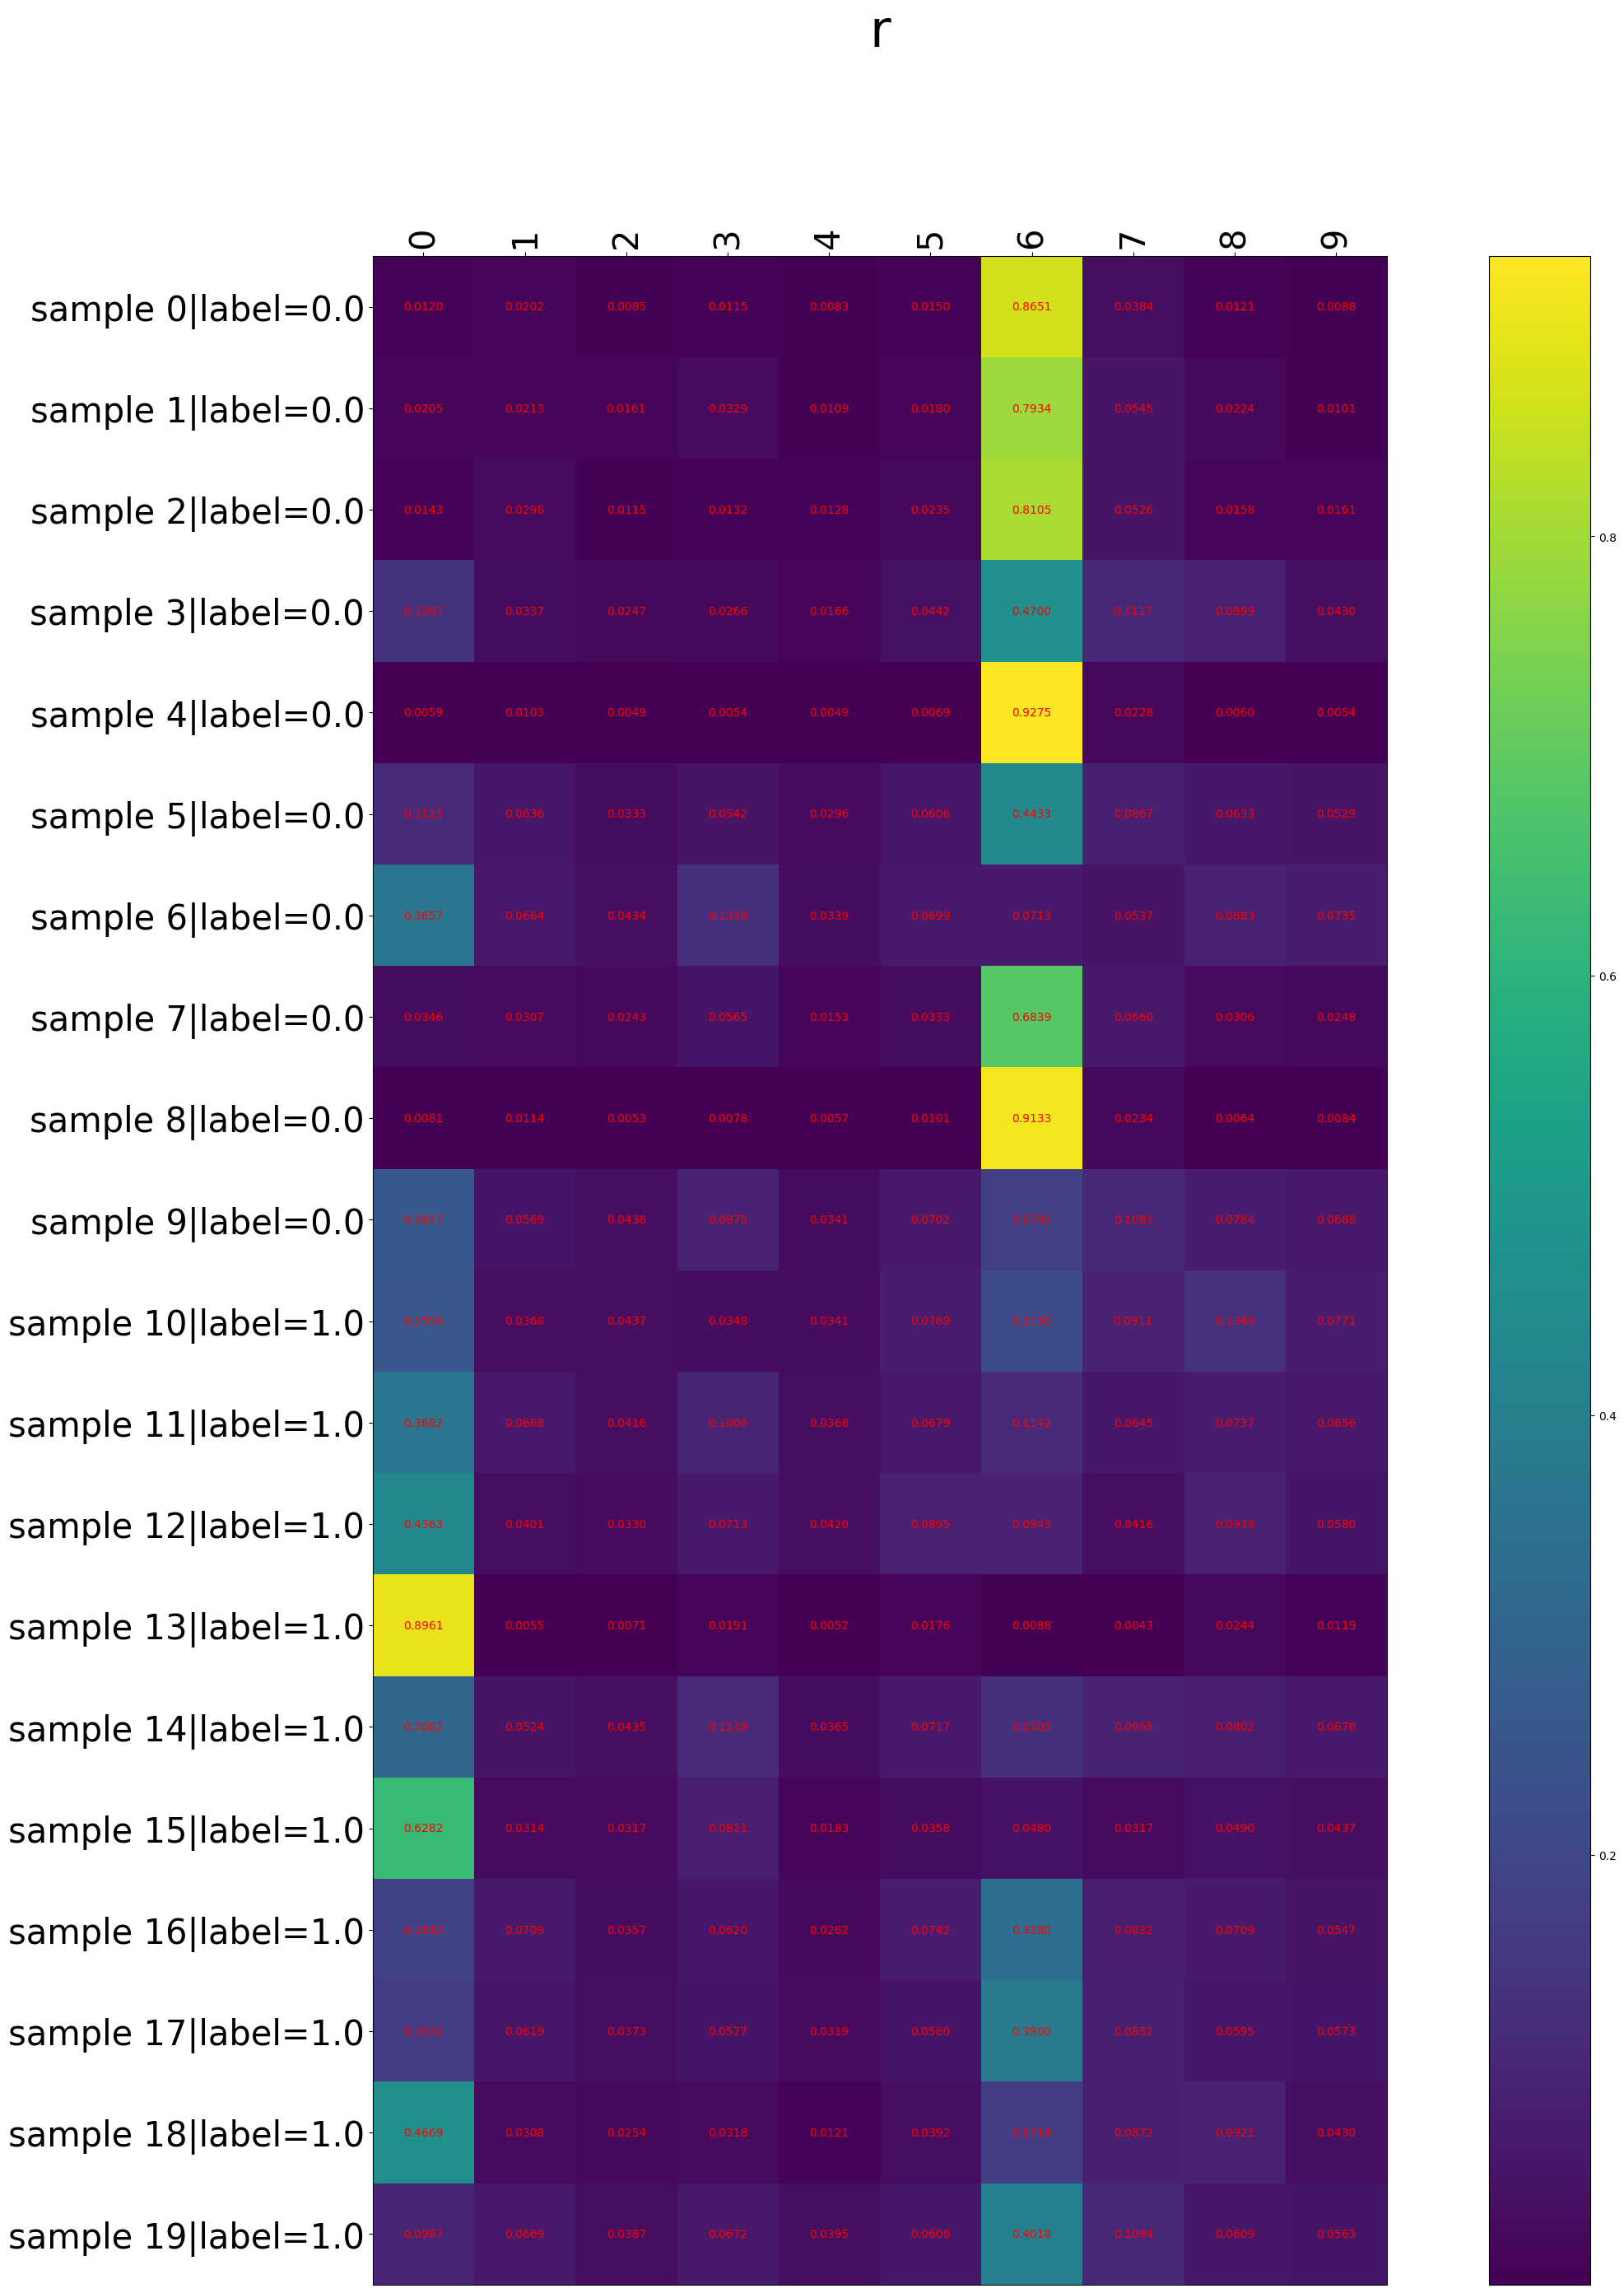 r
0 1 2 3 4 5 6 7 8 9
sample 0|label=0.0 0.0120 0.0202 0.0085 0.0115 0.0083 0.0150 0.8651 0.0384 0.0121 0.0088
sample 1|label=0.0 0.0205 0.0213 0.0161 0.0329 0.0109 0.0180 0.7934 0.0545 0.0224 0.0101
sample 2|label=0.0 0.0143 0.0298 0.0115 0.0132 0.0128 0.0235 0.8105 0.0526 0.0158 0.0161
0.8
sample 3|label=0.0 0.1397 0.0337 0.0247 0.0266 0.0166 0.0442 0.4700 0.1117 0.0899 0.0430
sample 4|label=0.0 0.0059 0.0103 0.0049 0.0054 0.0049 0.0069 0.9275 0.0228 0.0060 0.0054
sample 5|label=0.0 0.1125 0.0636 0.0333 0.0542 0.0296 0.0606 0.4433 0.0867 0.0633 0.0529
sample 6|label=0.0 0.3657 0.0664 0.0434 0.1338 0.0339 0.0699 0.0713 0.0537 0.0883 0.0735
0.6
sample 7|label=0.0 0.0346 0.0307 0.0243 0.0565 0.0153 0.0333 0.6839 0.0660 0.0306 0.0248
sample 8|label=0.0 0.0081 0.0114 0.0053 0.0078 0.0057 0.0101 0.9133 0.0234 0.0064 0.0084
sample 9|label=0.0 0.0569 0.0438 0.0975 0.0341 0.0702 0.1083 0.0784 0.0688
sample 10|label=1.0 0.0368 0.0437 0.0348 0.0341 0.0769 0.0911 0.1349 0.0771
0.4
sample 11|label=1.0 0.3682 0.0668 0.0416 0.1006 0.0368 0.0679 0.1142 0.0645 0.0737 0.0656
sample 12|label=1.0 0.4363 0.0401 0.0330 0.0713 0.0420 0.0895 0.0943 0.0416 0.0938 0.0580
sample 13|label=1.0 0.8961 0.0055 0.0071 0.0191 0.0052 0.0176 0.0088 0.0043 0.0244 0.0119
sample 14|label=1.0 0.3082 0.0524 0.0435 0.1138 0.0365 0.0717 0.1303 0.0955 0.0802 0.0678
sample 15|label=1.0 0.6282 0.0314 0.0317 0.0821 0.0183 0.0358 0.0480 0.0317 0.0490 0.0437
0.2
sample 16|label=1.0 0.0709 0.0357 0.0620 0.0262 0.0742 0.3380 0.0832 0.0709 0.0547
sample 17|label=1.0 0.0619 0.0373 0.0577 0.0319 0.0560 0.3900 0.0852 0.0595 0.0573
sample 18|label=1.0 0.4669 0.0308 0.0254 0.0318 0.0121 0.0392 0.1714 0.0872 0.0921 0.0430
sample 19|label=1.0 0.0987 0.0669 0.0387 0.0672 0.0395 0.0608 0.4018 0.1094 0.0609 0.0563